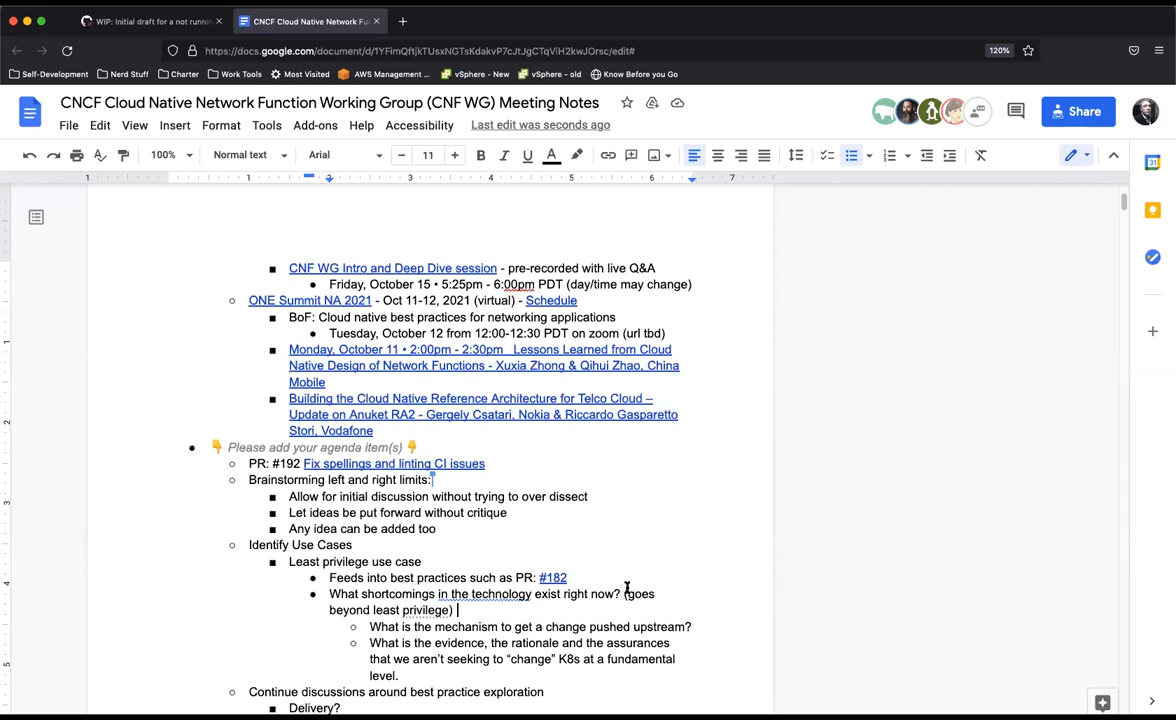 WIP: Initial draft for a not runnin
CNCF Cloud Native Network Fu
https://docs.google.com/document/d/1YFimQftjkTUsxNGTsKdakvP7cJtJgCTqViH2kwJOrsc/edit#
120%
Self-Development
Nerd Stuff
Charter
Work Tools
Most Visited
AWS Management ...
vSphere - New
vSphere - old
Know Before you Go
CNCF Cloud Native Network Function Working Group (CNF WG) Meeting Notes
File Edit View Insert Format Tools Add-ons Help Accessibility Last edit was seconds ago
Share
100% Normal text Arial 11
1 1 2 3 4 5 6 7
CNF WG Intro and Deep Dive session - pre-recorded with live Q&A
Friday, October 15 • 5:25pm - 6:00pm PDT (day/time may change)
ONE Summit NA 2021 - Oct 11-12, 2021 (virtual) - Schedule
BoF: Cloud native best practices for networking applications
Tuesday, October 12 from 12:00-12:30 PDT on zoom (url tbd)
Monday, October 11 • 2:00pm - 2:30pm Lessons Learned from Cloud
Native Design of Network Functions - Xuxia Zhong & Qihui Zhao, China
Mobile
Building the Cloud Native Reference Architecture for Telco Cloud –
Update on Anuket RA2 - Gergely Csatari, Nokia & Riccardo Gasparetto
Stori, Vodafone
👇 Please add your agenda item(s) 👇
PR: #192 Fix spellings and linting CI issues
Brainstorming left and right limits:
Allow for initial discussion without trying to over dissect
Let ideas be put forward without critique
Any idea can be added too
Identify Use Cases
Least privilege use case
Feeds into best practices such as PR: #182
What shortcomings in the technology exist right now? (goes
beyond least privilege)
What is the mechanism to get a change pushed upstream?
What is the evidence, the rationale and the assurances
that we aren't seeking to “change” K8s at a fundamental
level.
Continue discussions around best practice exploration
Delivery?
1
2
3
4
5
31